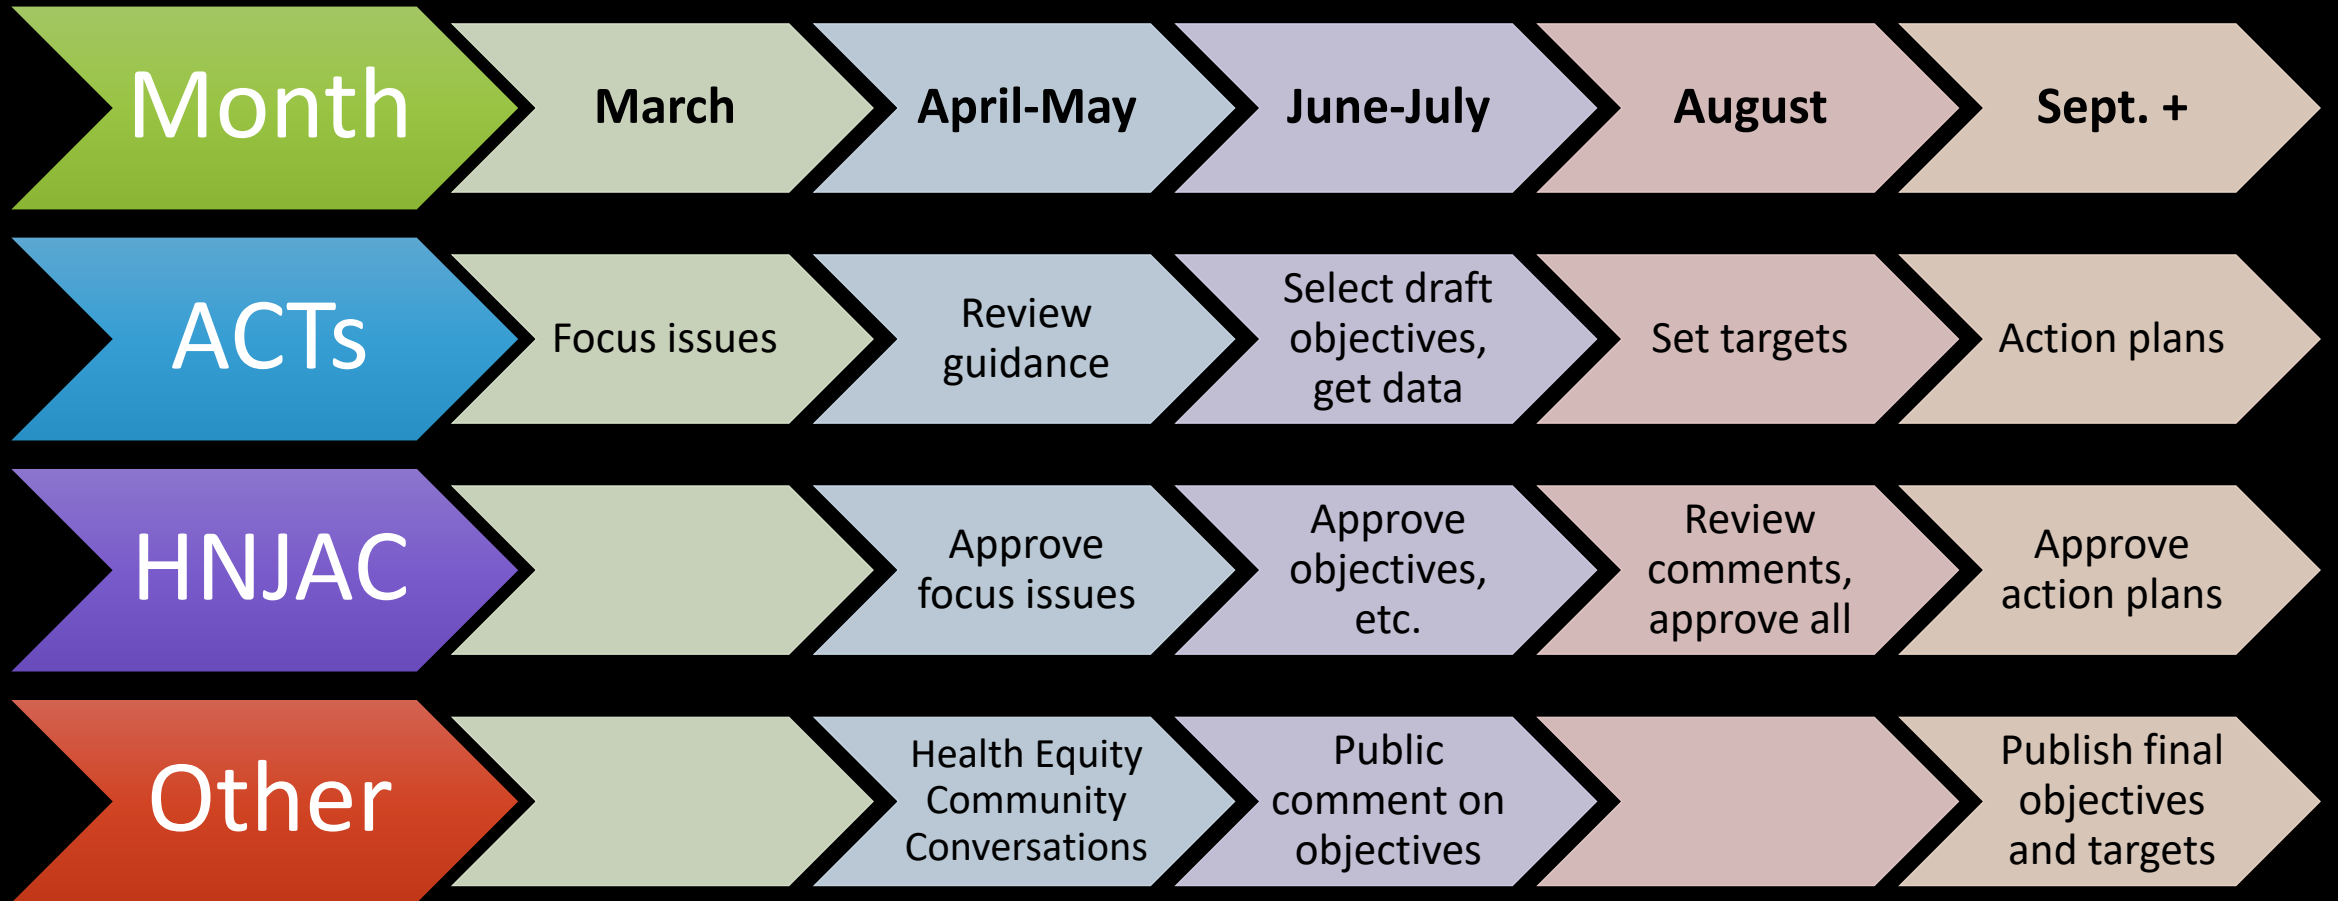 Month
March
April-May
June-July
August
Sept. +
ACTs
Focus issues
Review
guidance
Select draft
objectives,
get data
Set targets
Action plans
HNJAC
Approve
focus issues
Approve
objectives,
etc.
Review
comments,
approve all
Approve
action plans
Other
Health Equity
Community
Conversations
Public
comment on
objectives
Publish final
objectives
and targets